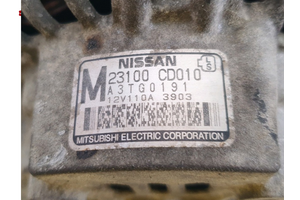 NISSAN
M 23100 CD010
A3TG0191
12V110A 3903
MITSUBISHI ELECTRIC CORPORATION